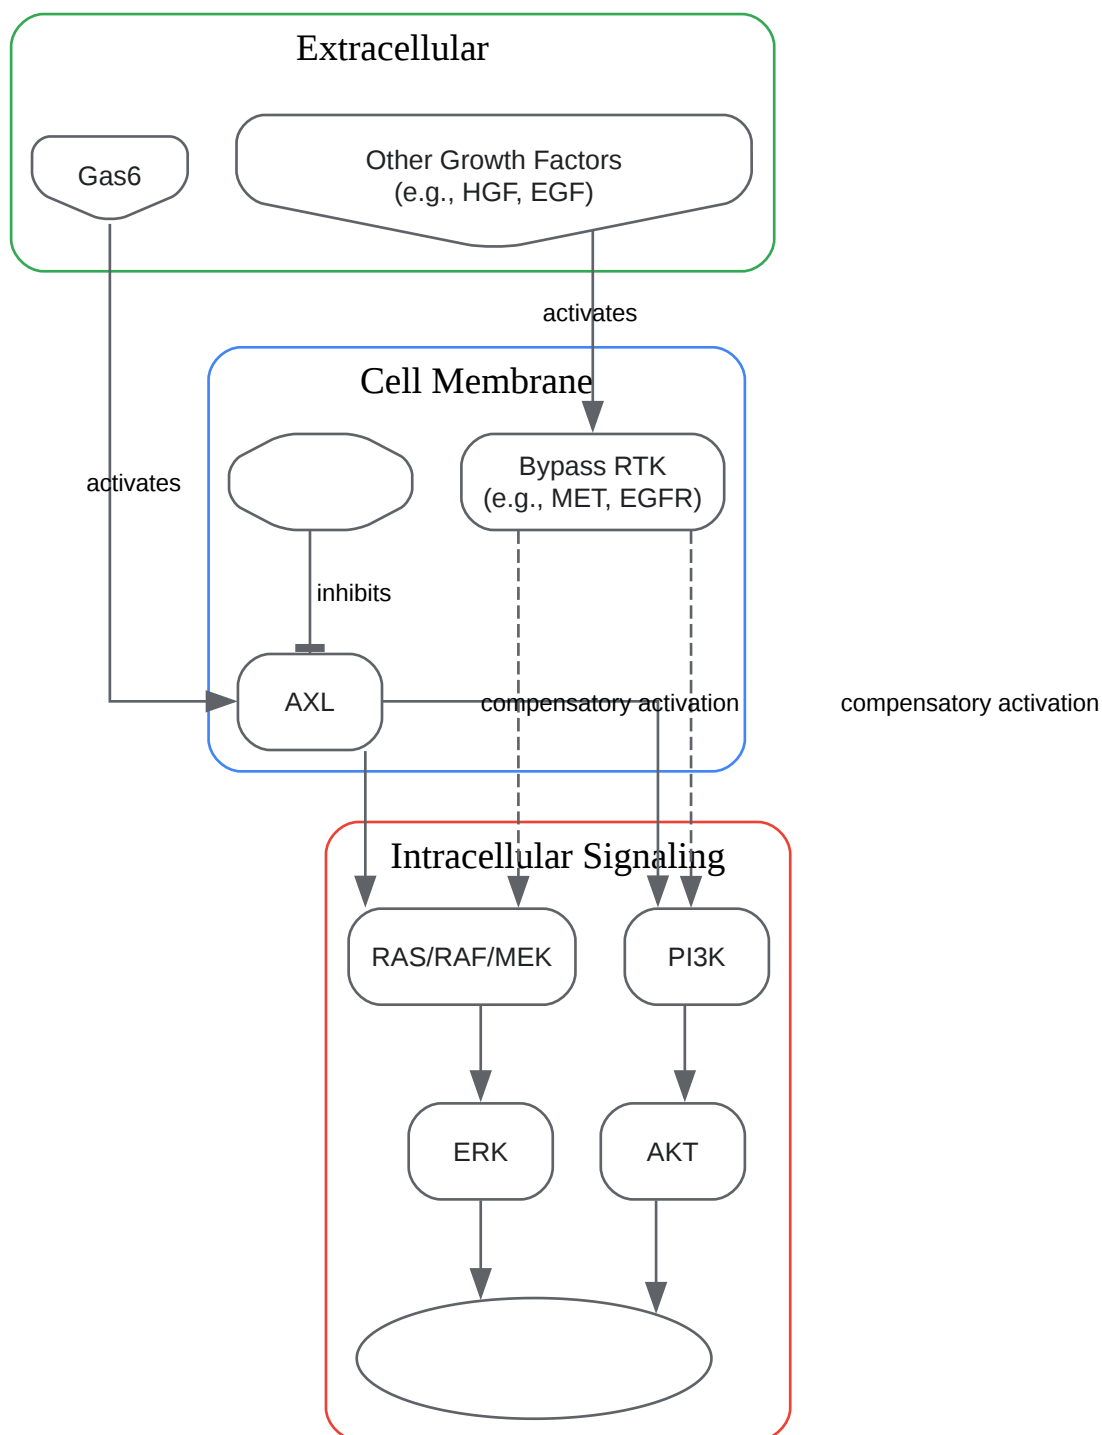 Extracellular
Gas6
Other Growth Factors
(e.g., HGF, EGF)
activates
Cell Membrane
Bypass RTK
(e.g., MET, EGFR)
activates
inhibits
AXL
compensatory activation
compensatory activation
Intracellular Signaling
RAS/RAF/MEK
PI3K
ERK
AKT